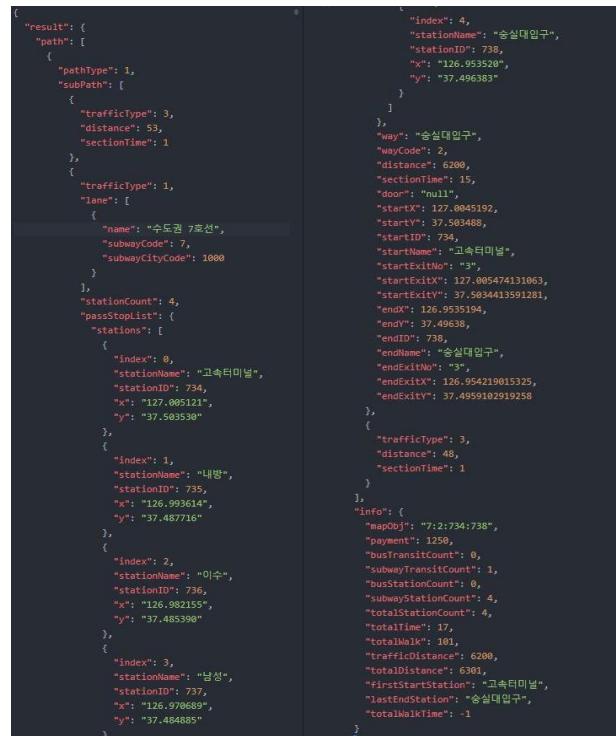 {
"result": {
"path": [
{
"pathType": 1,
"subPath": [
{
"trafficType": 3,
"distance": 53,
"sectionTime": 1
},
{
"trafficType": 1,
"lane": [
{
"name": "수도권 7호선",
"subwayCode": 7,
"subwayCityCode": 1000
}
],
"stationCount": 4,
"passStopList": {
"stations": [
{
"index": 0,
"stationName": "고속터미널",
"stationID": 734,
"x": "127.005121",
"y": "37.503530"
},
{
"index": 1,
"stationName": "내방",
"stationID": 735,
"x": "126.993614",
"y": "37.487716"
},
{
"index": 2,
"stationName": "이수",
"stationID": 736,
"x": "126.982155",
"y": "37.485390"
},
{
"index": 3,
"stationName": "남성",
"stationID": 737,
"x": "126.970689",
"y": "37.484885"
}
"index": 4,
"stationName": "숭실대입구",
"stationID": 738,
"x": "126.953520",
"y": "37.496383"
}
]
},
"way": "숭실대입구",
"wayCode": 2,
"distance": 6200,
"sectionTime": 15,
"door": "null",
"startX": 127.0045192,
"startY": 37.503488,
"startID": 734,
"startName": "고속터미널",
"startExitNo": "3",
"startExitX": 127.005474131063,
"startExitY": 37.5034413591281,
"endX": 126.9535194,
"endY": 37.49638,
"endID": 738,
"endName": "숭실대입구",
"endExitNo": "3",
"endExitX": 126.954219015325,
"endExitY": 37.4959102919258
},
{
"trafficType": 3,
"distance": 48,
"sectionTime": 1
}
],
"info": {
"mapObj": "7:2:734:738",
"payment": 1250,
"busTransitCount": 0,
"subwayTransitCount": 1,
"busStationCount": 0,
"subwayStationCount": 4,
"totalStationCount": 4,
"totalTime": 17,
"totalWalk": 101,
"trafficDistance": 6200,
"totalDistance": 6301,
"firstStartStation": "고속터미널",
"lastEndStation": "숭실대입구",
"totalWalkTime": -1
}